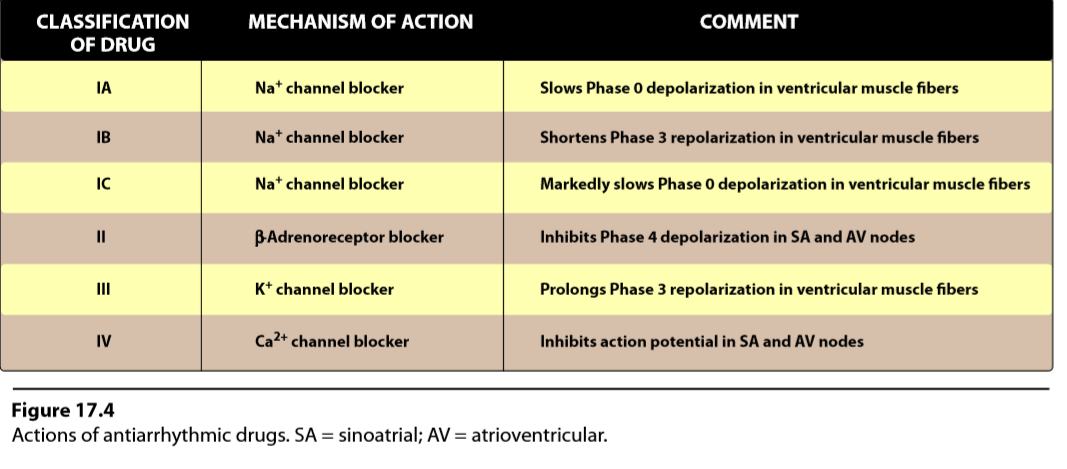 CLASSIFICATION OF DRUG MECHANISM OF ACTION COMMENT
IA Na⁺ channel blocker Slows Phase 0 depolarization in ventricular muscle fibers
IB Na⁺ channel blocker Shortens Phase 3 repolarization in ventricular muscle fibers
IC Na⁺ channel blocker Markedly slows Phase 0 depolarization in ventricular muscle fibers
II β-Adrenoreceptor blocker Inhibits Phase 4 depolarization in SA and AV nodes
III K⁺ channel blocker Prolongs Phase 3 repolarization in ventricular muscle fibers
IV Ca²⁺ channel blocker Inhibits action potential in SA and AV nodes
Figure 17.4
Actions of antiarrhythmic drugs. SA = sinoatrial; AV = atrioventricular.